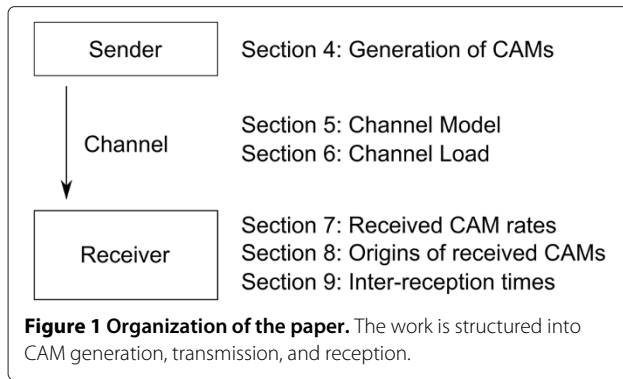 Sender
Section 4: Generation of CAMs
Channel
Section 5: Channel Model
Section 6: Channel Load
Receiver
Section 7: Received CAM rates
Section 8: Origins of received CAMs
Section 9: Inter-reception times
Figure 1 Organization of the paper. The work is structured into
CAM generation, transmission, and reception.